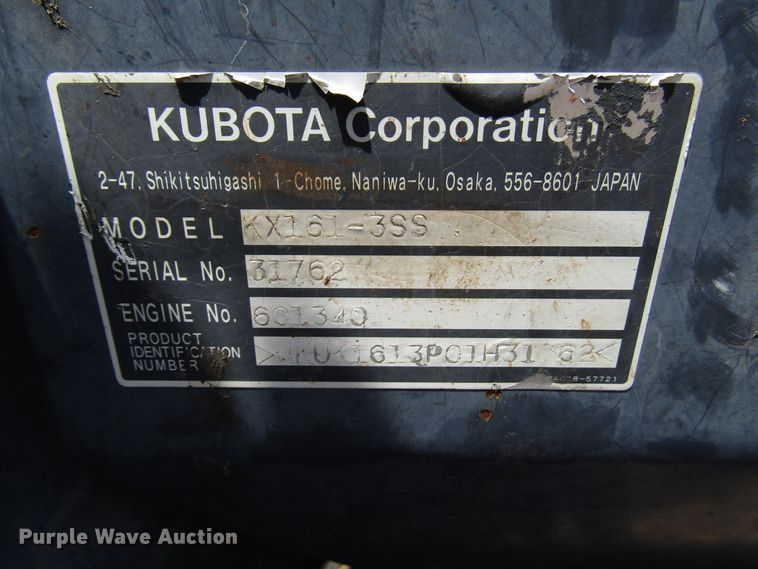 KUBOTA Corporation
2-47, Shikitsuhigashi 1-Chome, Naniwa-ku, Osaka, 556-8601 JAPAN
MODEL KX161-3SS
SERIAL No. 31762
ENGINE No. 6C1340
PRODUCT
IDENTIFICATION
NUMBER
Purple Wave Auction